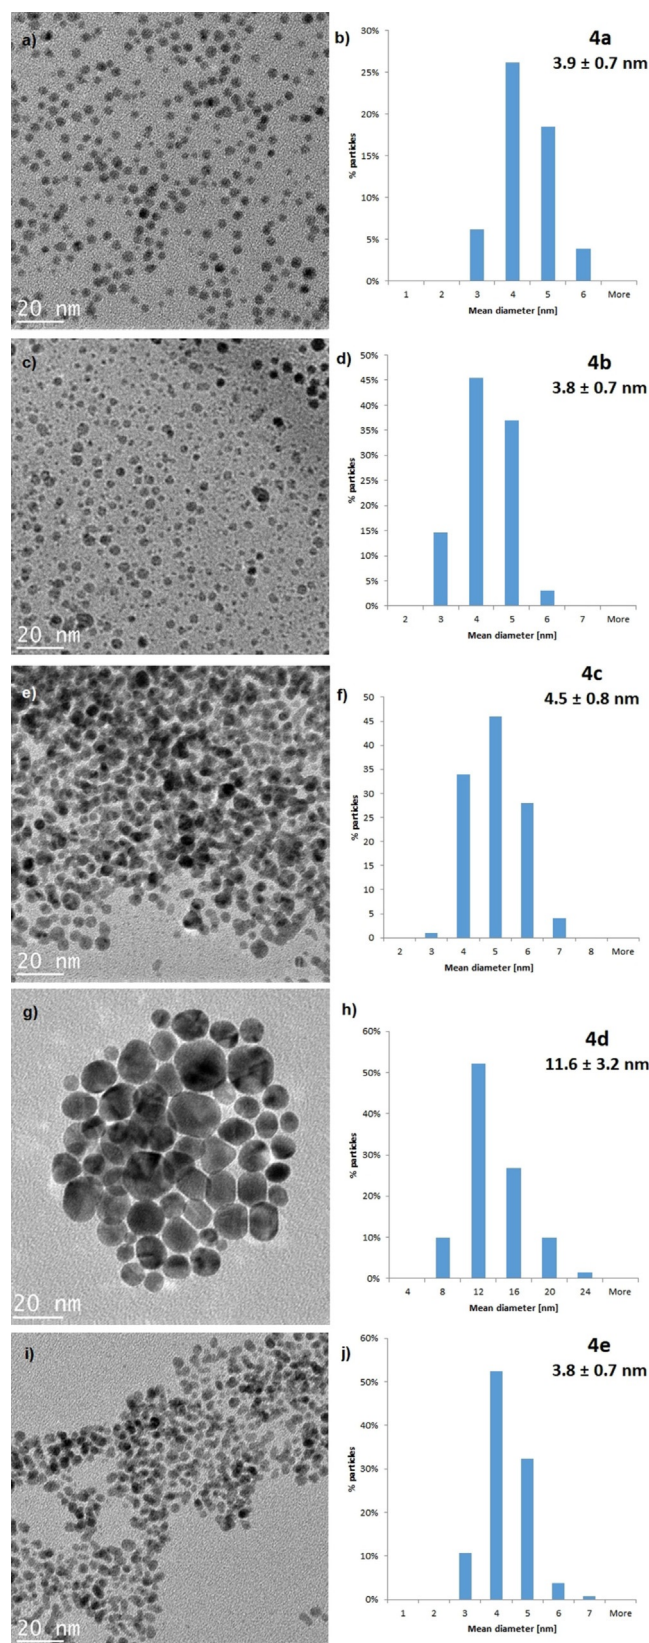 a)
20 nm
b)
4a
3.9 ± 0.7 nm
30%
25%
20%
15%
10%
5%
0%
% particles
1 2 3 4 5 6 More
Mean diameter [nm]
c)
20 nm
d)
4b
3.8 ± 0.7 nm
50%
45%
40%
35%
30%
25%
20%
15%
10%
5%
0%
% particles
2 3 4 5 6 7 More
Mean diameter [nm]
e)
20 nm
f)
4c
4.5 ± 0.8 nm
50
45
40
35
30
25
20
15
10
5
0
% particles
2 3 4 5 6 7 8 More
Mean diameter [nm]
g)
20 nm
h)
4d
11.6 ± 3.2 nm
60%
50%
40%
30%
20%
10%
0%
% particles
4 8 12 16 20 24 More
Mean diameter [nm]
i)
20 nm
j)
4e
3.8 ± 0.7 nm
60%
50%
40%
30%
20%
10%
0%
% particles
1 2 3 4 5 6 7 More
Mean diameter [nm]